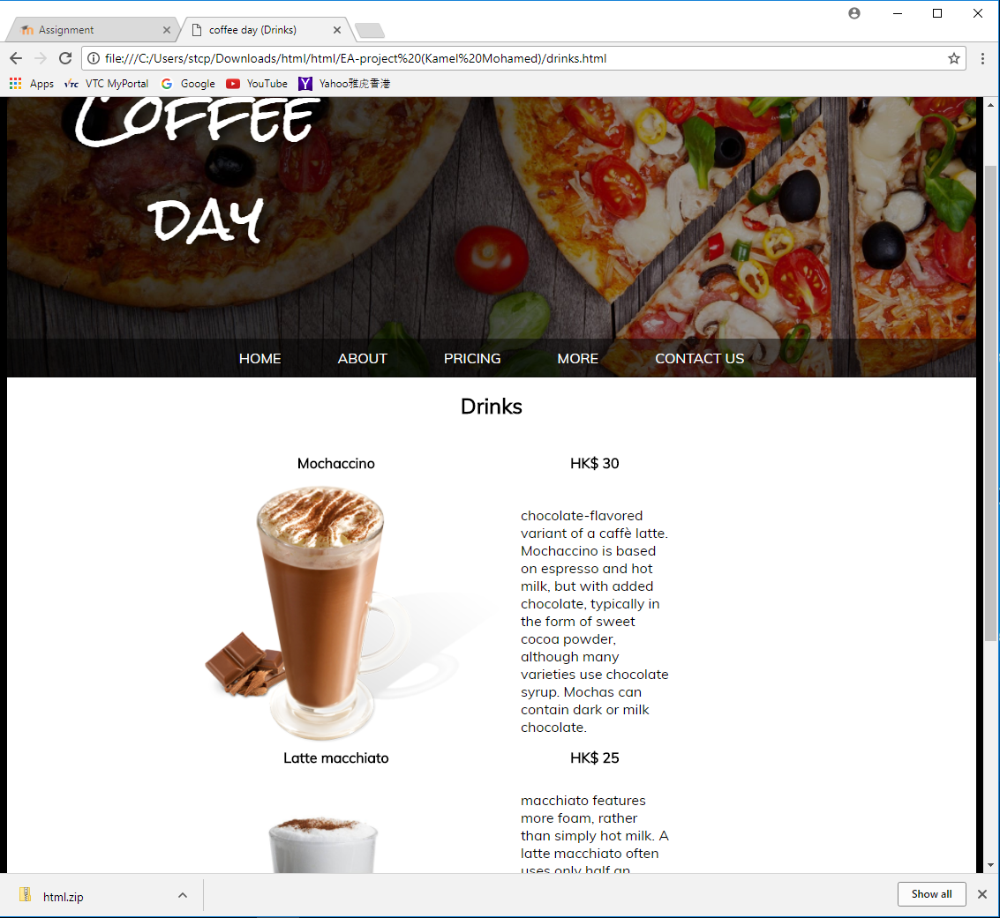 Assignment
coffee day (Drinks)
file:///C:/Users/stcp/Downloads/html/html/EA-project%20(Kamel%20Mohamed)/drinks.html
Apps
vtc VTC MyPortal
G Google
YouTube
Y Yahoo雅虎香港
COFFEE
DAY
HOME ABOUT PRICING MORE CONTACT US
Drinks
Mochaccino
HK$ 30
chocolate-flavored
variant of a caffè latte.
Mochaccino is based
on espresso and hot
milk, but with added
chocolate, typically in
the form of sweet
cocoa powder,
although many
varieties use chocolate
syrup. Mochas can
contain dark or milk
chocolate.
Latte macchiato
HK$ 25
macchiato features
more foam, rather
than simply hot milk. A
latte macchiato often
uses only half an
html.zip
Show all